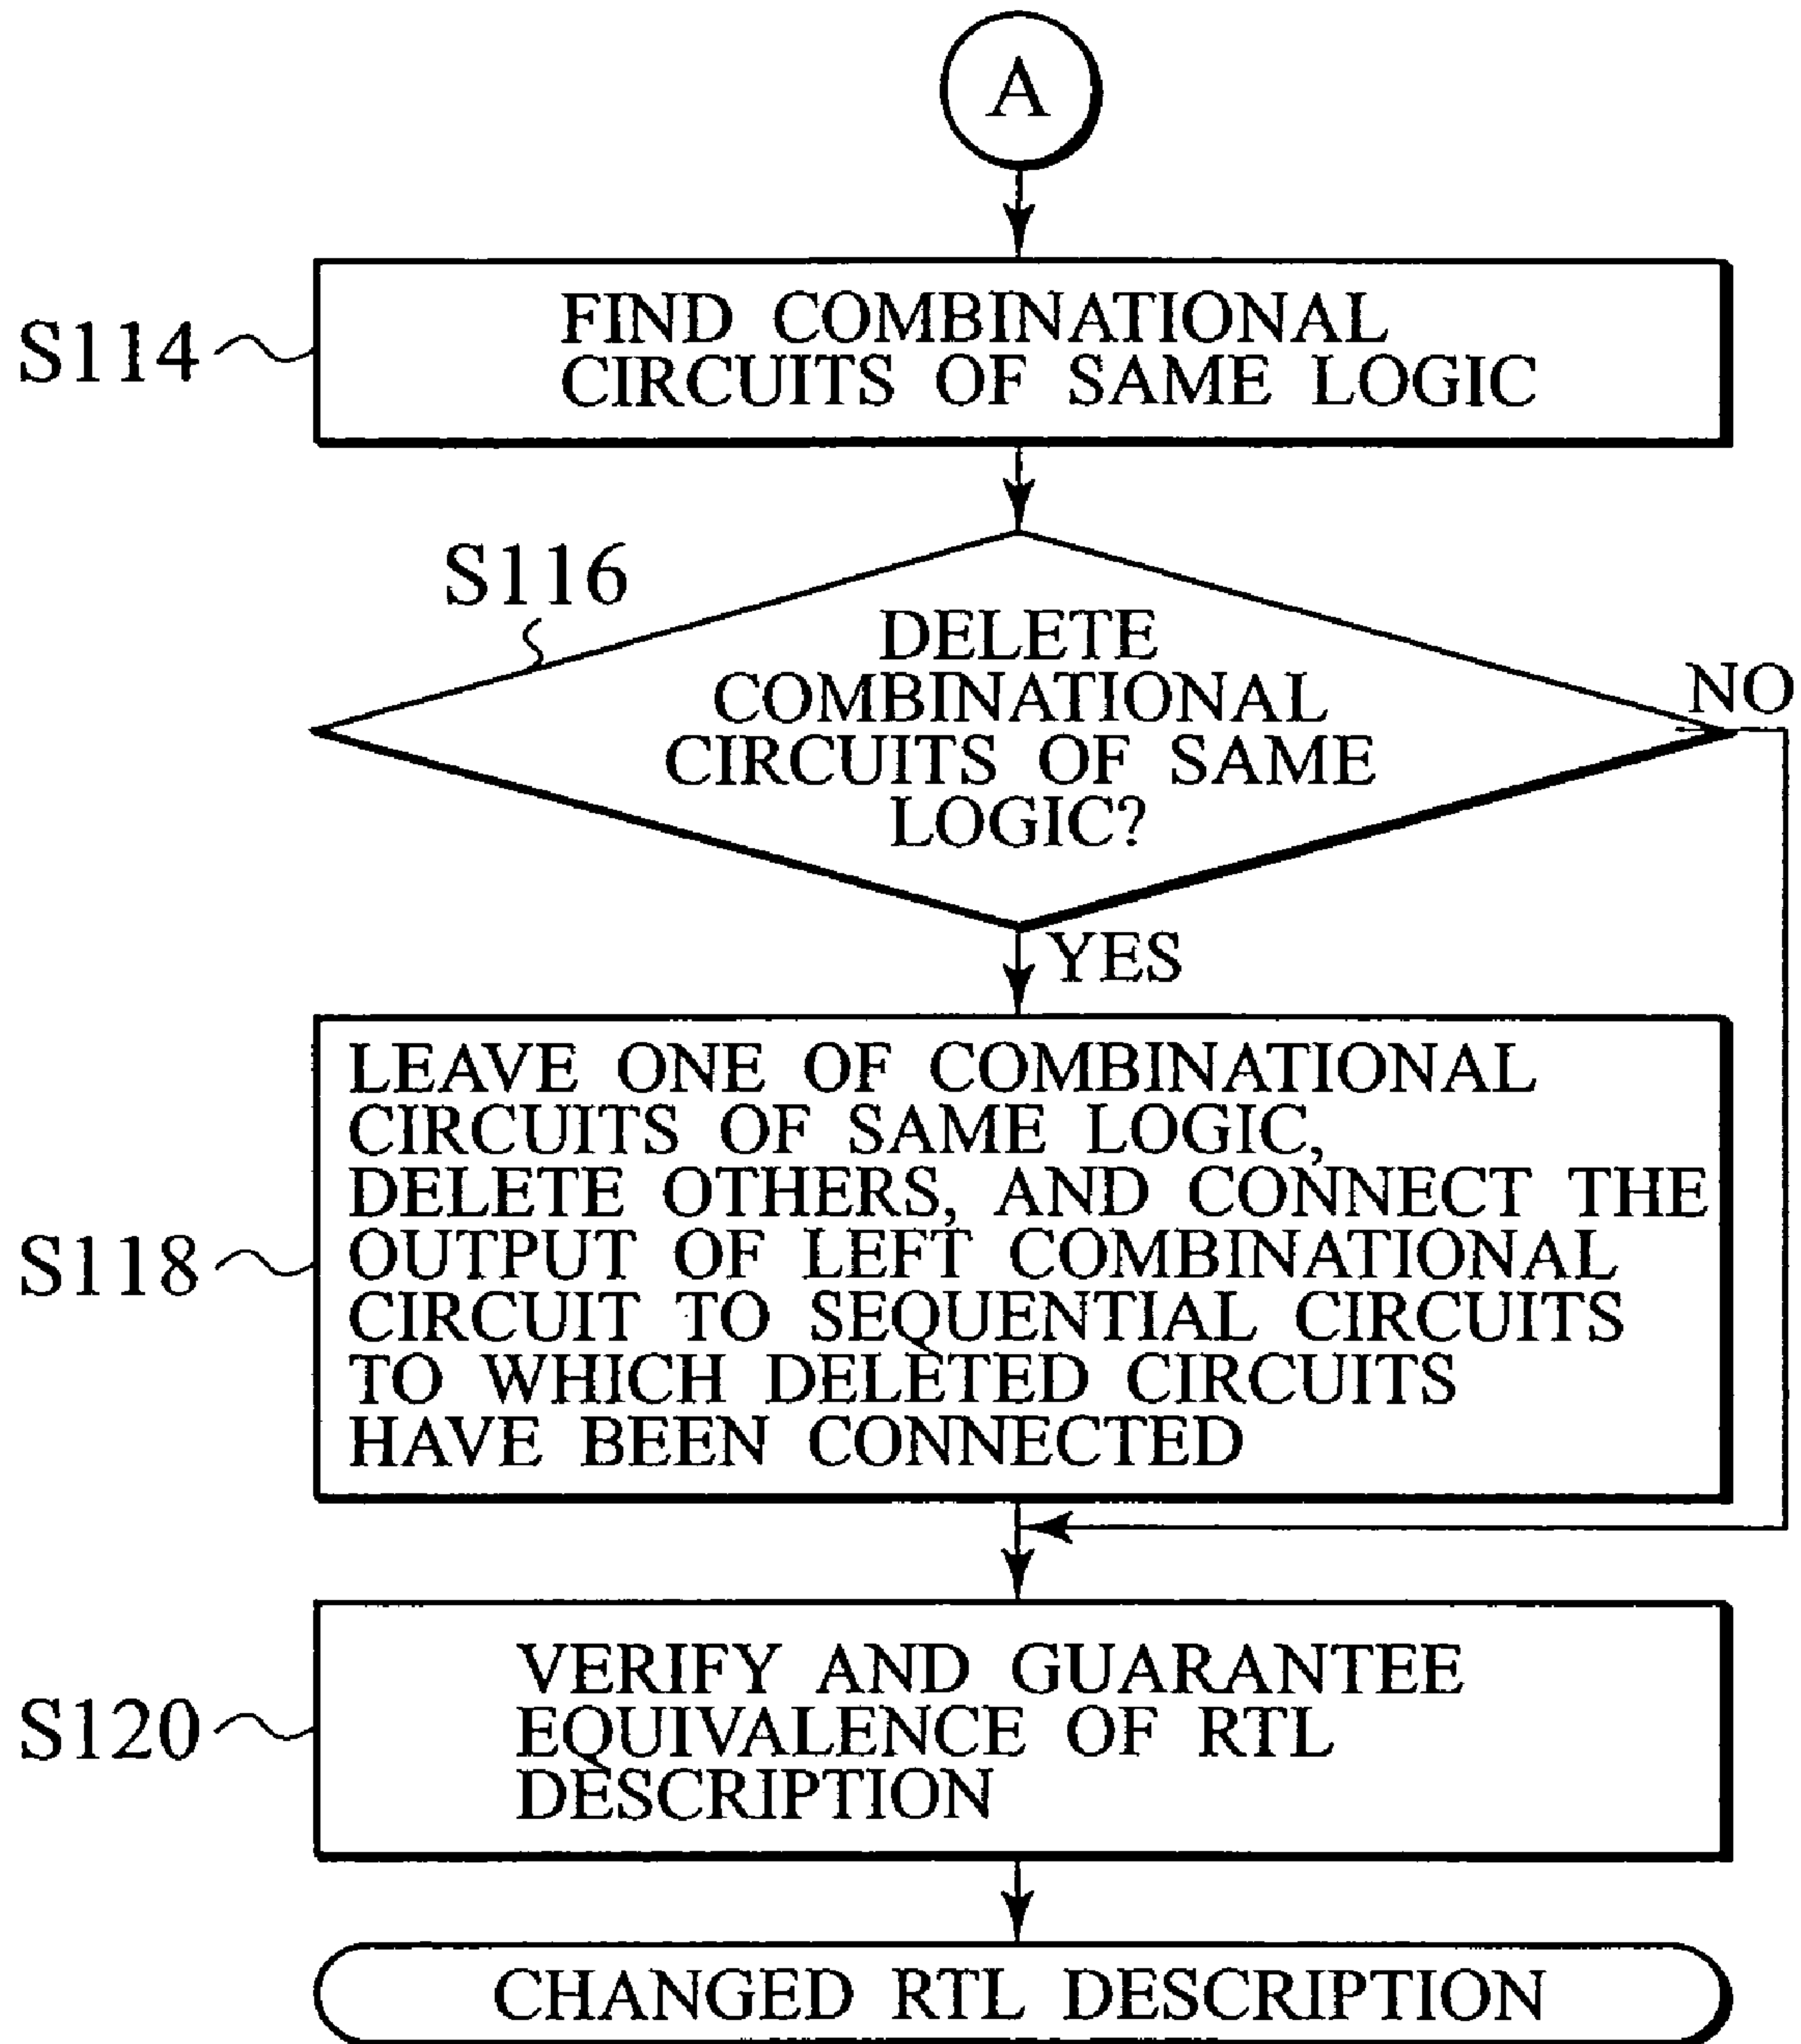 A
FIND COMBINATIONAL
CIRCUITS OF SAME LOGIC
S114
S116
DELETE
COMBINATIONAL
CIRCUITS OF SAME
LOGIC?
NO
YES
LEAVE ONE OF COMBINATIONAL
CIRCUITS OF SAME LOGIC,
DELETE OTHERS, AND CONNECT THE
OUTPUT OF LEFT COMBINATIONAL
CIRCUIT TO SEQUENTIAL CIRCUITS
TO WHICH DELETED CIRCUITS
HAVE BEEN CONNECTED
S118
VERIFY AND GUARANTEE
EQUIVALENCE OF RTL
DESCRIPTION
S120
CHANGED RTL DESCRIPTION